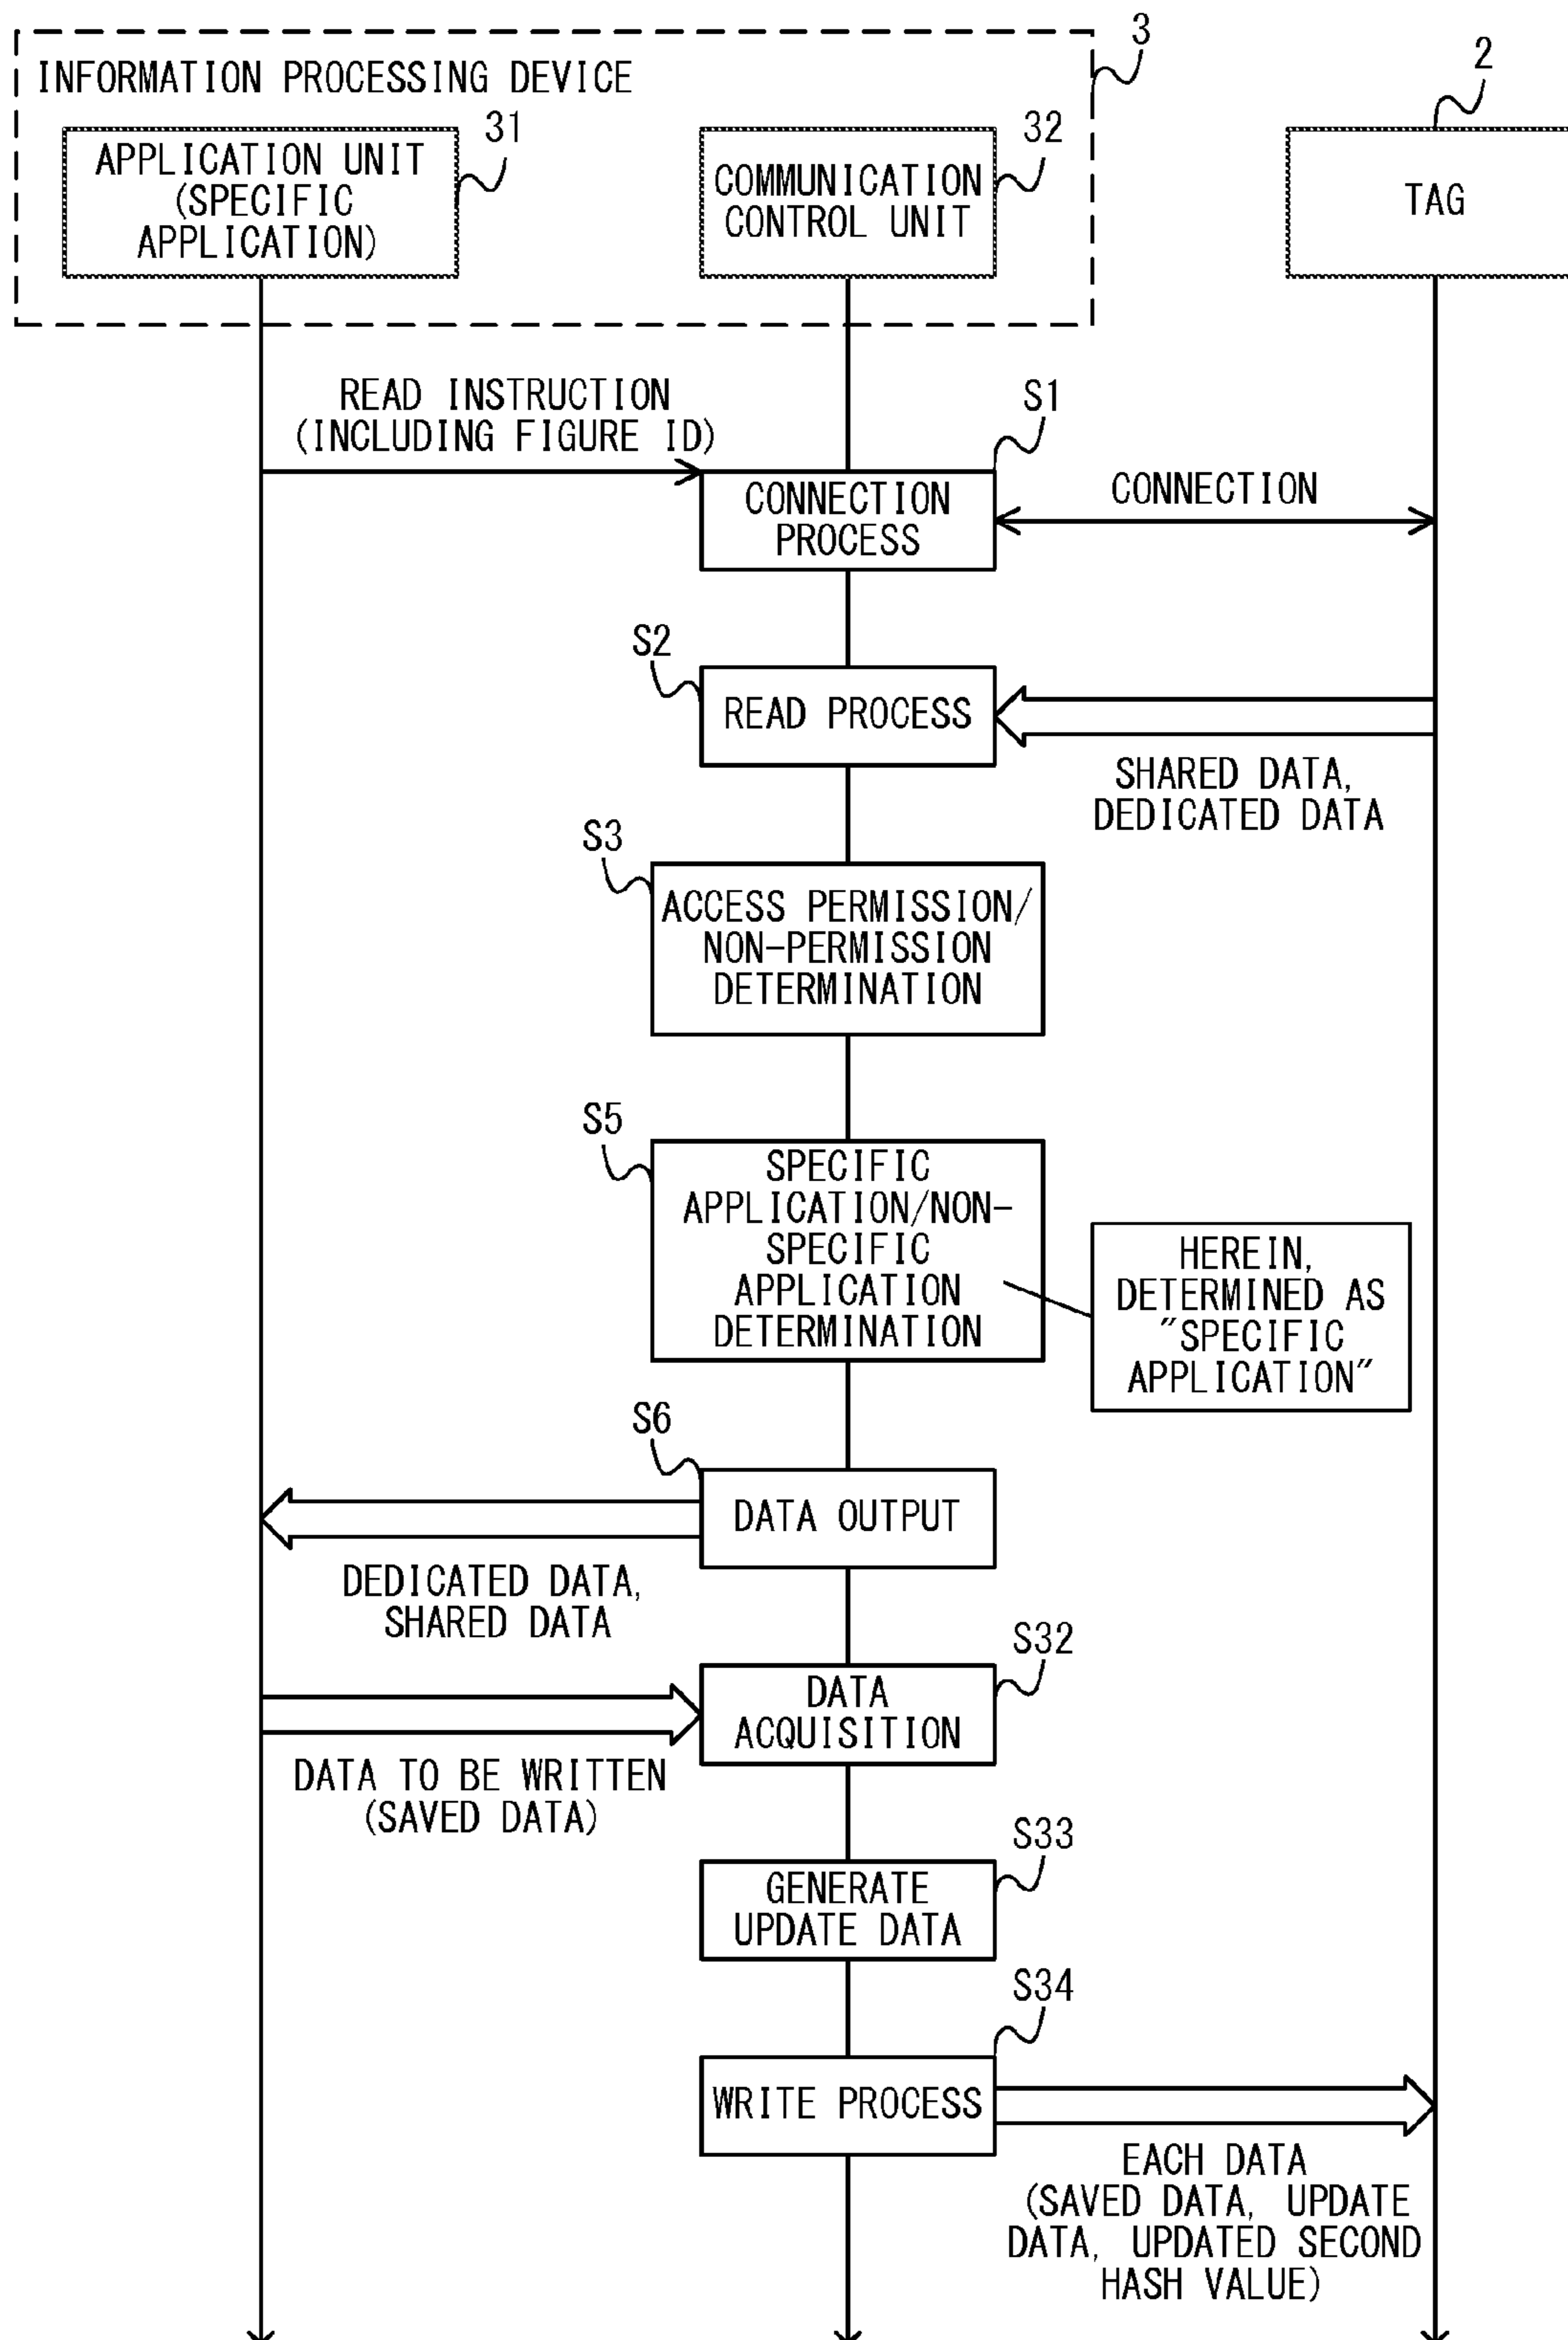 3
INFORMATION PROCESSING DEVICE
2
31
32
APPLICATION UNIT
(SPECIFIC
APPLICATION)
COMMUNICATION
CONTROL UNIT
TAG
READ INSTRUCTION
(INCLUDING FIGURE ID)
S1
CONNECTION
PROCESS
CONNECTION
S2
READ PROCESS
SHARED DATA,
DEDICATED DATA
S3
ACCESS PERMISSION/
NON-PERMISSION
DETERMINATION
S5
SPECIFIC
APPLICATION/NON-
SPECIFIC
APPLICATION
DETERMINATION
HEREIN,
DETERMINED AS
"SPECIFIC
APPLICATION"
S6
DATA OUTPUT
DEDICATED DATA,
SHARED DATA
S32
DATA
ACQUISITION
DATA TO BE WRITTEN
(SAVED DATA)
S33
GENERATE
UPDATE DATA
S34
WRITE PROCESS
EACH DATA
(SAVED DATA, UPDATE
DATA, UPDATED SECOND
HASH VALUE)